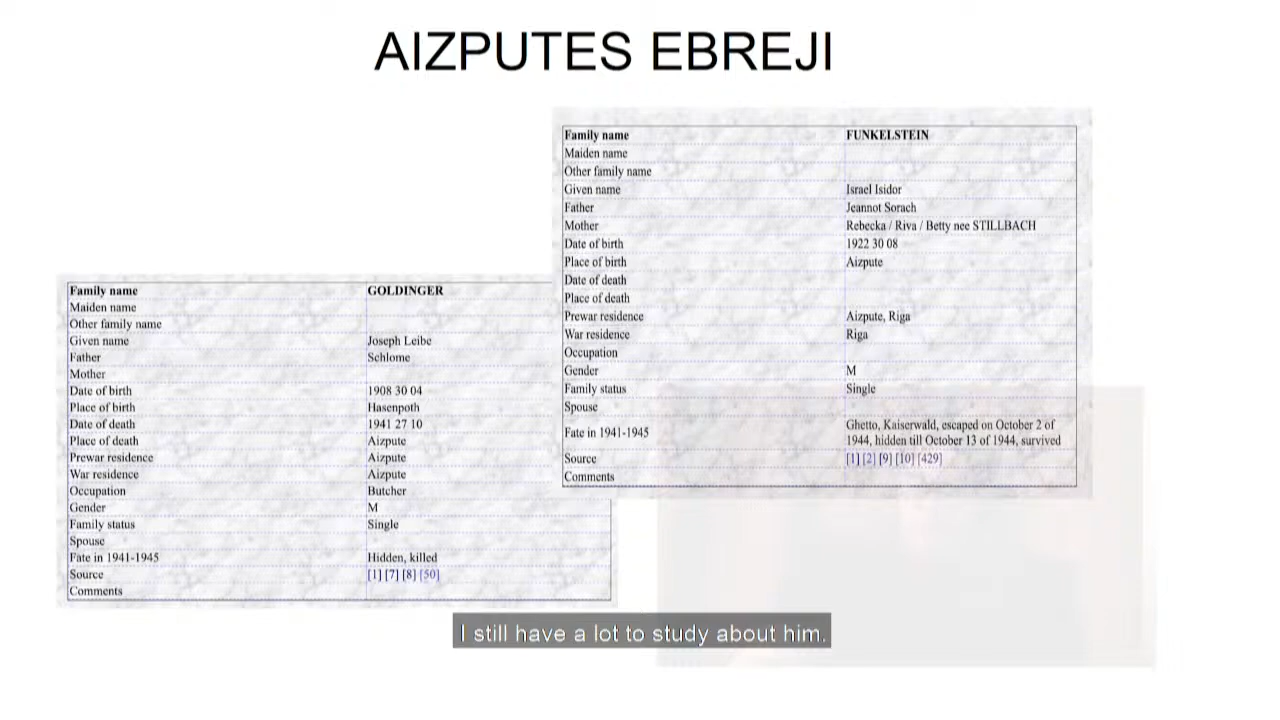 AIZPUTES EBREJI
Family name FUNKELSTEIN
Maiden name
Other family name
Given name Israel Isidor
Father Jeannot Sorach
Mother Rebecka / Riva / Betty nee STILLBACH
Date of birth 1922 30 08
Place of birth Aizpute
Date of death
Place of death
Prewar residence Aizpute, Riga
War residence Riga
Occupation
Gender M
Family status Single
Spouse
Fate in 1941-1945 Ghetto, Kaiserwald, escaped on October 2 of
1944, hidden till October 13 of 1944, survived
Source [1] [2] [9] [10] [429]
Comments
Family name GOLDINGER
Maiden name
Other family name
Given name Joseph Leibe
Father Schlome
Mother
Date of birth 1908 30 04
Place of birth Hasenpoth
Date of death 1941 27 10
Place of death Aizpute
Prewar residence Aizpute
War residence Aizpute
Occupation Butcher
Gender M
Family status Single
Spouse
Fate in 1941-1945 Hidden, killed
Source [1] [7] [8] [50]
Comments
I still have a lot to study about him.